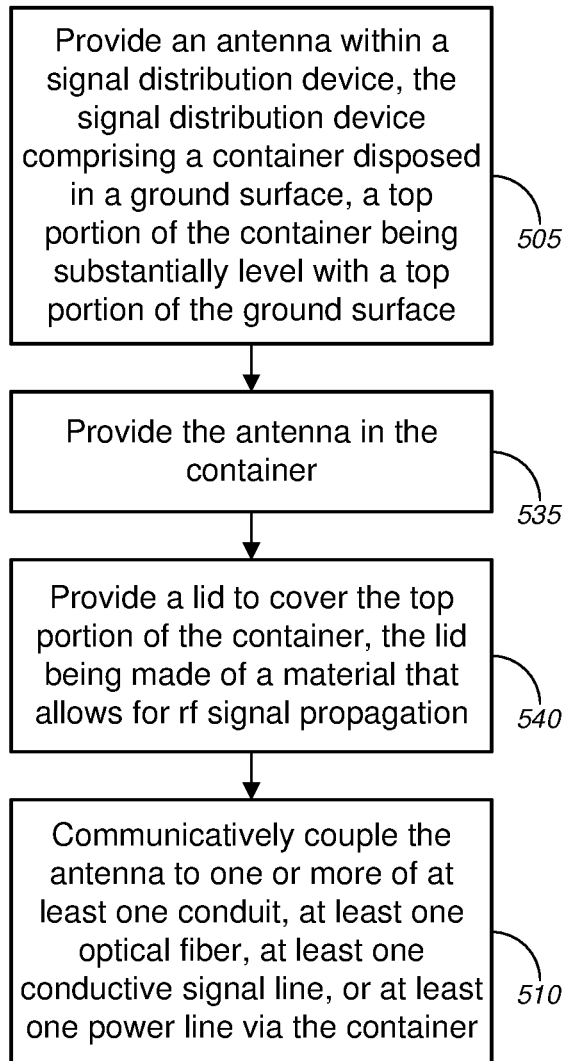 Provide an antenna within a
signal distribution device, the
signal distribution device
comprising a container disposed
in a ground surface, a top
portion of the container being
substantially level with a top
portion of the ground surface
505
Provide the antenna in the
container
535
Provide a lid to cover the top
portion of the container, the lid
being made of a material that
allows for rf signal propagation
540
Communicatively couple the
antenna to one or more of at
least one conduit, at least one
optical fiber, at least one
conductive signal line, or at least
one power line via the container
510